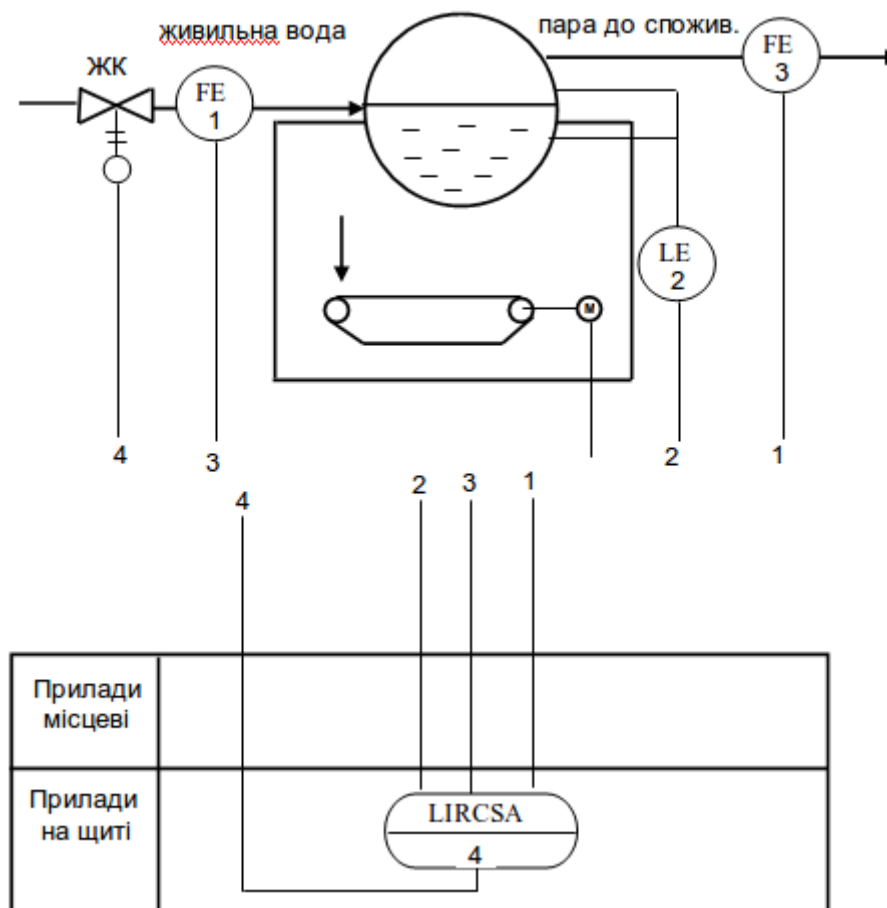 живильна вода
пара до спожив.
ЖК
FE
1
FE
3
LE
2
М
4
3
2
1
4
2
3
1
Прилади
місцеві
Прилади
на щиті
LIRCSA
4